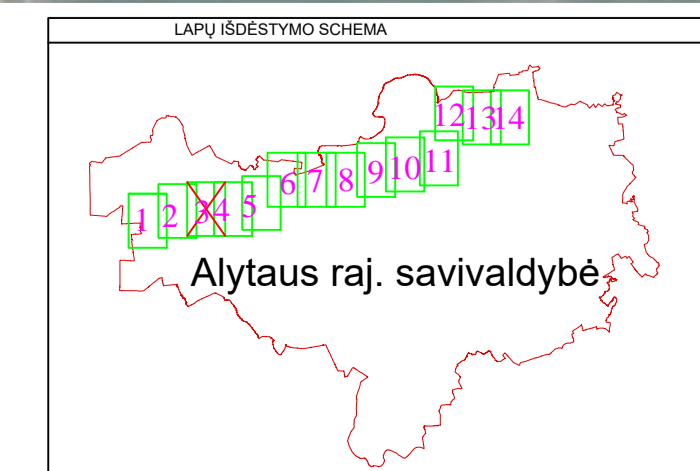 LAPŲ IŠDĖSTYMO SCHEMA
12 13 14
6 7 8 9 10 11
1 2 3 4 5
Alytaus raj. savivaldybė